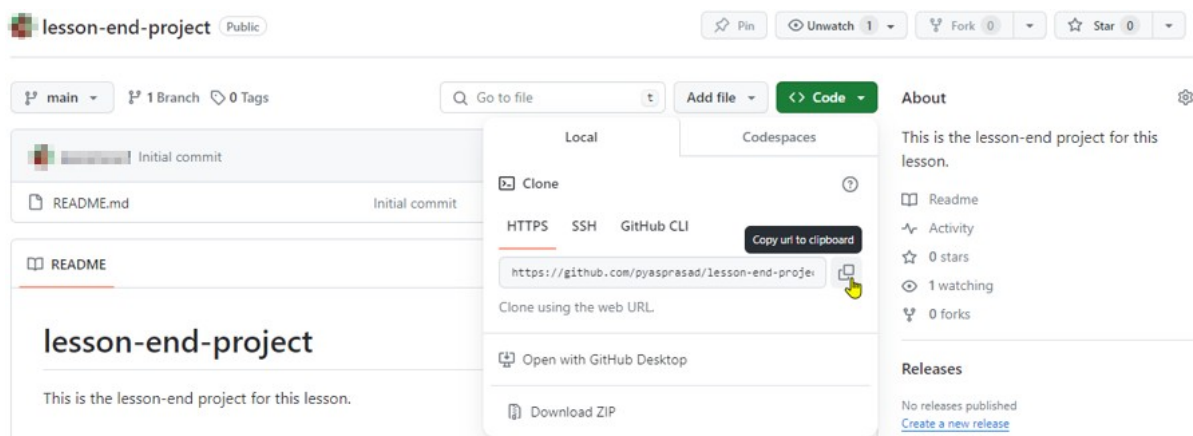 lesson-end-project Public
Pin Unwatch 1 Fork 0 Star 0
main 1 Branch 0 Tags Go to file t Add file <> Code
Initial commit
README.md Initial commit
README
lesson-end-project
This is the lesson-end project for this lesson.
Local Codespaces
Clone
HTTPS SSH GitHub CLI
Copy url to clipboard
https://github.com/pyasprasad/lesson-end-proje
Clone using the web URL.
Open with GitHub Desktop
Download ZIP
About
This is the lesson-end project for this
lesson.
Readme
Activity
0 stars
1 watching
0 forks
Releases
No releases published
Create a new release